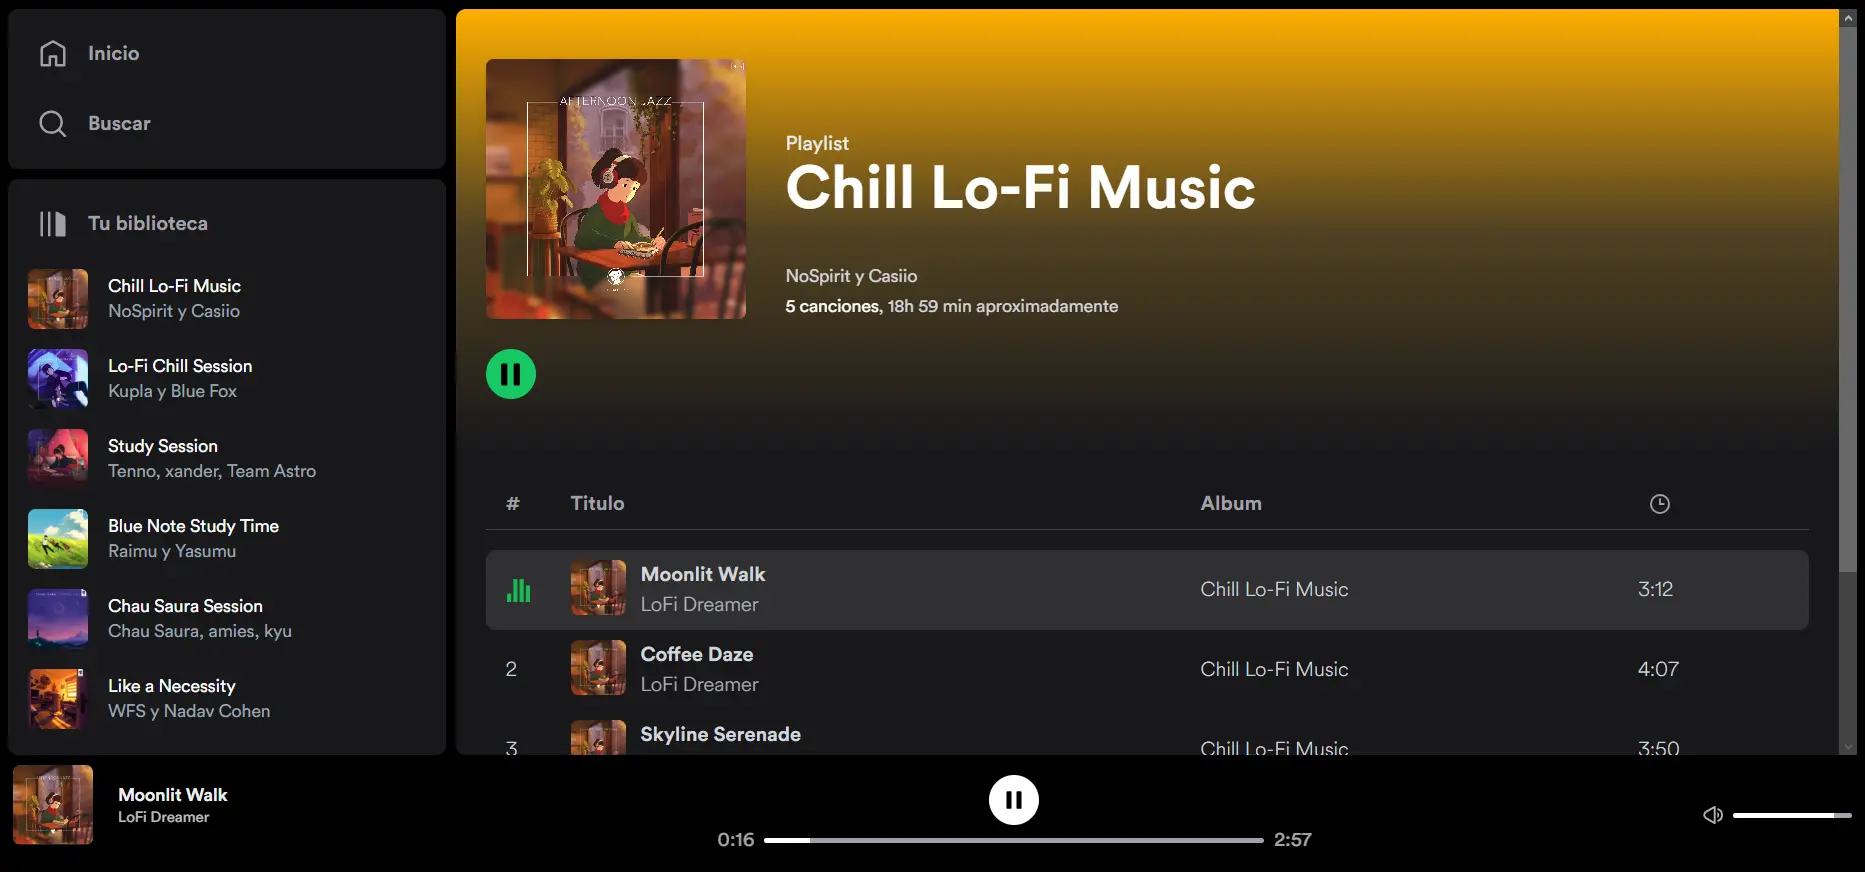 Inicio
Buscar
Tu biblioteca
Chill Lo-Fi Music
NoSpirit y Casiio
Lo-Fi Chill Session
Kupla y Blue Fox
Study Session
Tenno, xander, Team Astro
Blue Note Study Time
Raimu y Yasumu
Chau Saura Session
Chau Saura, amies, kyu
Like a Necessity
WFS y Nadav Cohen
AFTERNOON JAZZ
Playlist
Chill Lo-Fi Music
NoSpirit y Casiio
5 canciones, 18h 59 min aproximadamente
# Titulo Album
Moonlit Walk
LoFi Dreamer
Chill Lo-Fi Music
3:12
2
Coffee Daze
LoFi Dreamer
Chill Lo-Fi Music
4:07
3
Skyline Serenade
Chill Lo-Fi Music
3:50
Moonlit Walk
LoFi Dreamer
0:16
2:57